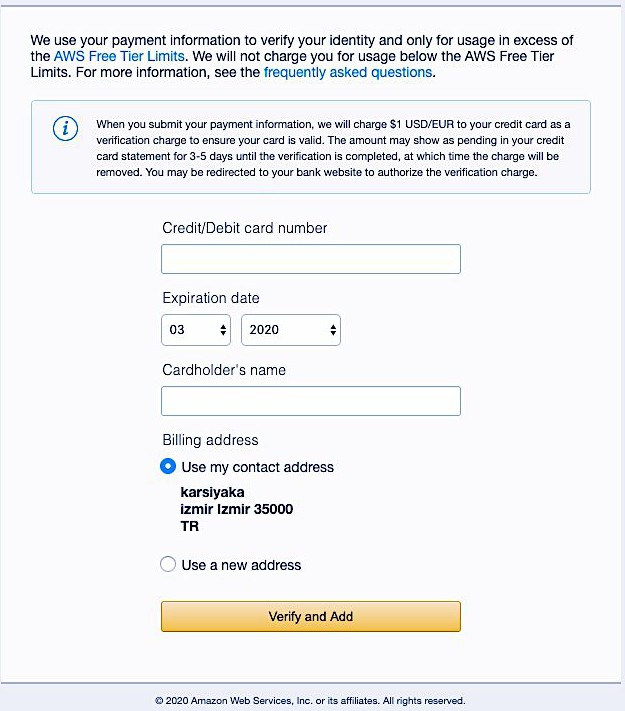 We use your payment information to verify your identity and only for usage in excess of
the AWS Free Tier Limits. We will not charge you for usage below the AWS Free Tier
Limits. For more information, see the frequently asked questions.
When you submit your payment information, we will charge $1 USD/EUR to your credit card as a
verification charge to ensure your card is valid. The amount may show as pending in your credit
card statement for 3-5 days until the verification is completed, at which time the charge will be
removed. You may be redirected to your bank website to authorize the verification charge.
Credit/Debit card number
Expiration date
03 2020
Cardholder's name
Billing address
Use my contact address
karsiyaka
izmir Izmir 35000
TR
Use a new address
Verify and Add
© 2020 Amazon Web Services, Inc. or its affiliates. All rights reserved.